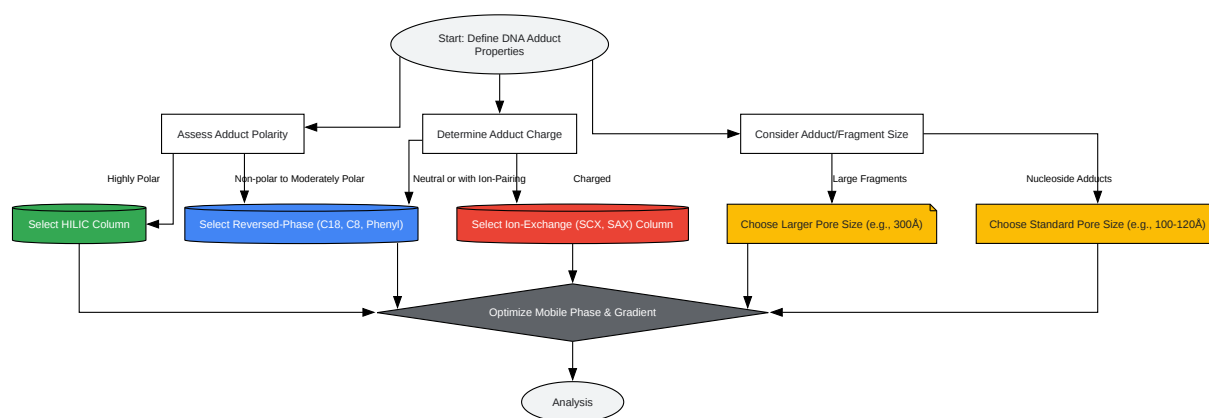 Start: Define DNA Adduct
Properties
Assess Adduct Polarity
Determine Adduct Charge
Consider Adduct/Fragment Size
Highly Polar
Non-polar to Moderately Polar
Neutral or with Ion-Pairing
Charged
Large Fragments
Nucleoside Adducts
Select HILIC Column
Select Reversed-Phase (C18, C8, Phenyl)
Select Ion-Exchange (SCX, SAX) Column
Choose Larger Pore Size (e.g., 300Å)
Choose Standard Pore Size (e.g., 100-120Å)
Optimize Mobile Phase & Gradient
Analysis